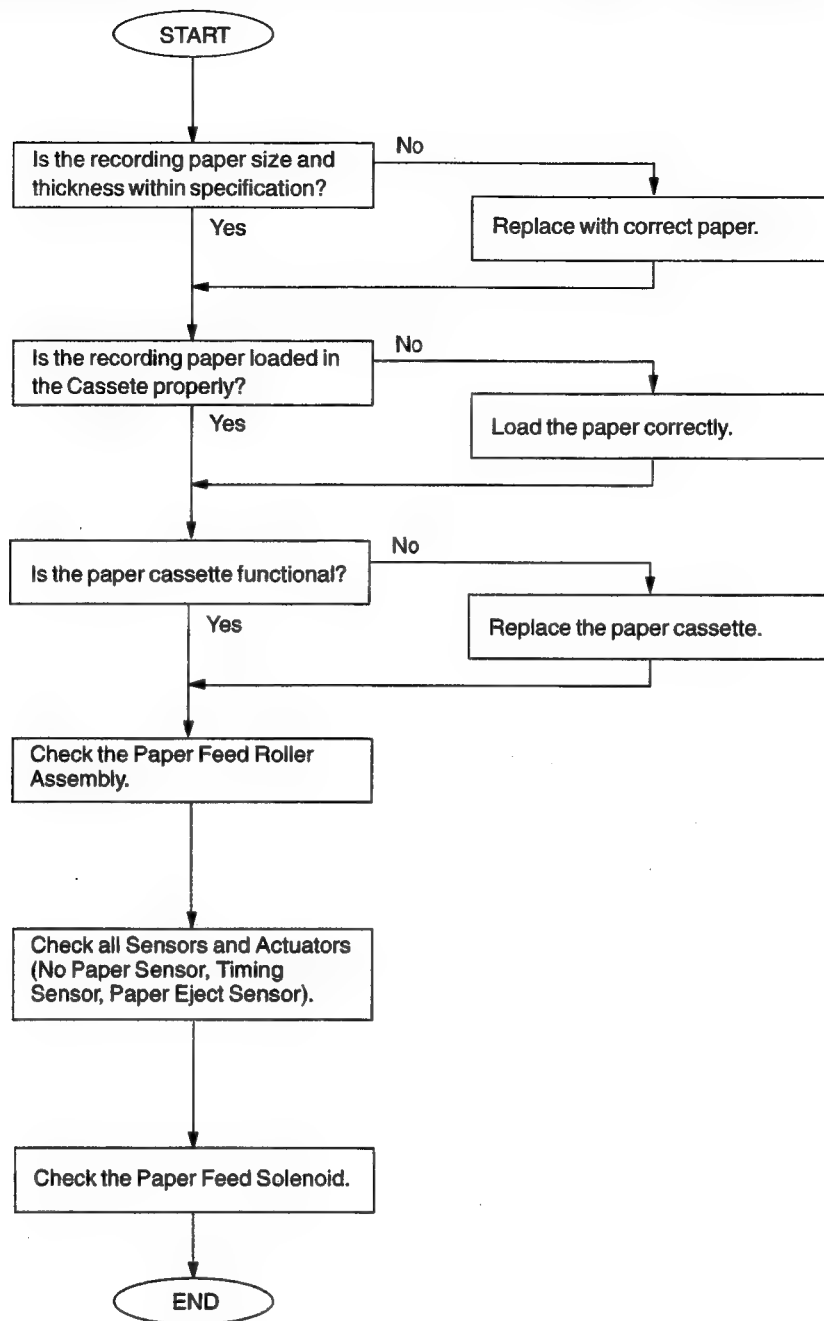 START
Is the recording paper size and
thickness within specification?
No
Yes
Replace with correct paper.
Is the recording paper loaded in
the Cassete properly?
No
Yes
Load the paper correctly.
Is the paper cassette functional?
No
Yes
Replace the paper cassette.
Check the Paper Feed Roller
Assembly.
Check all Sensors and Actuators
(No Paper Sensor, Timing
Sensor, Paper Eject Sensor).
Check the Paper Feed Solenoid.
END